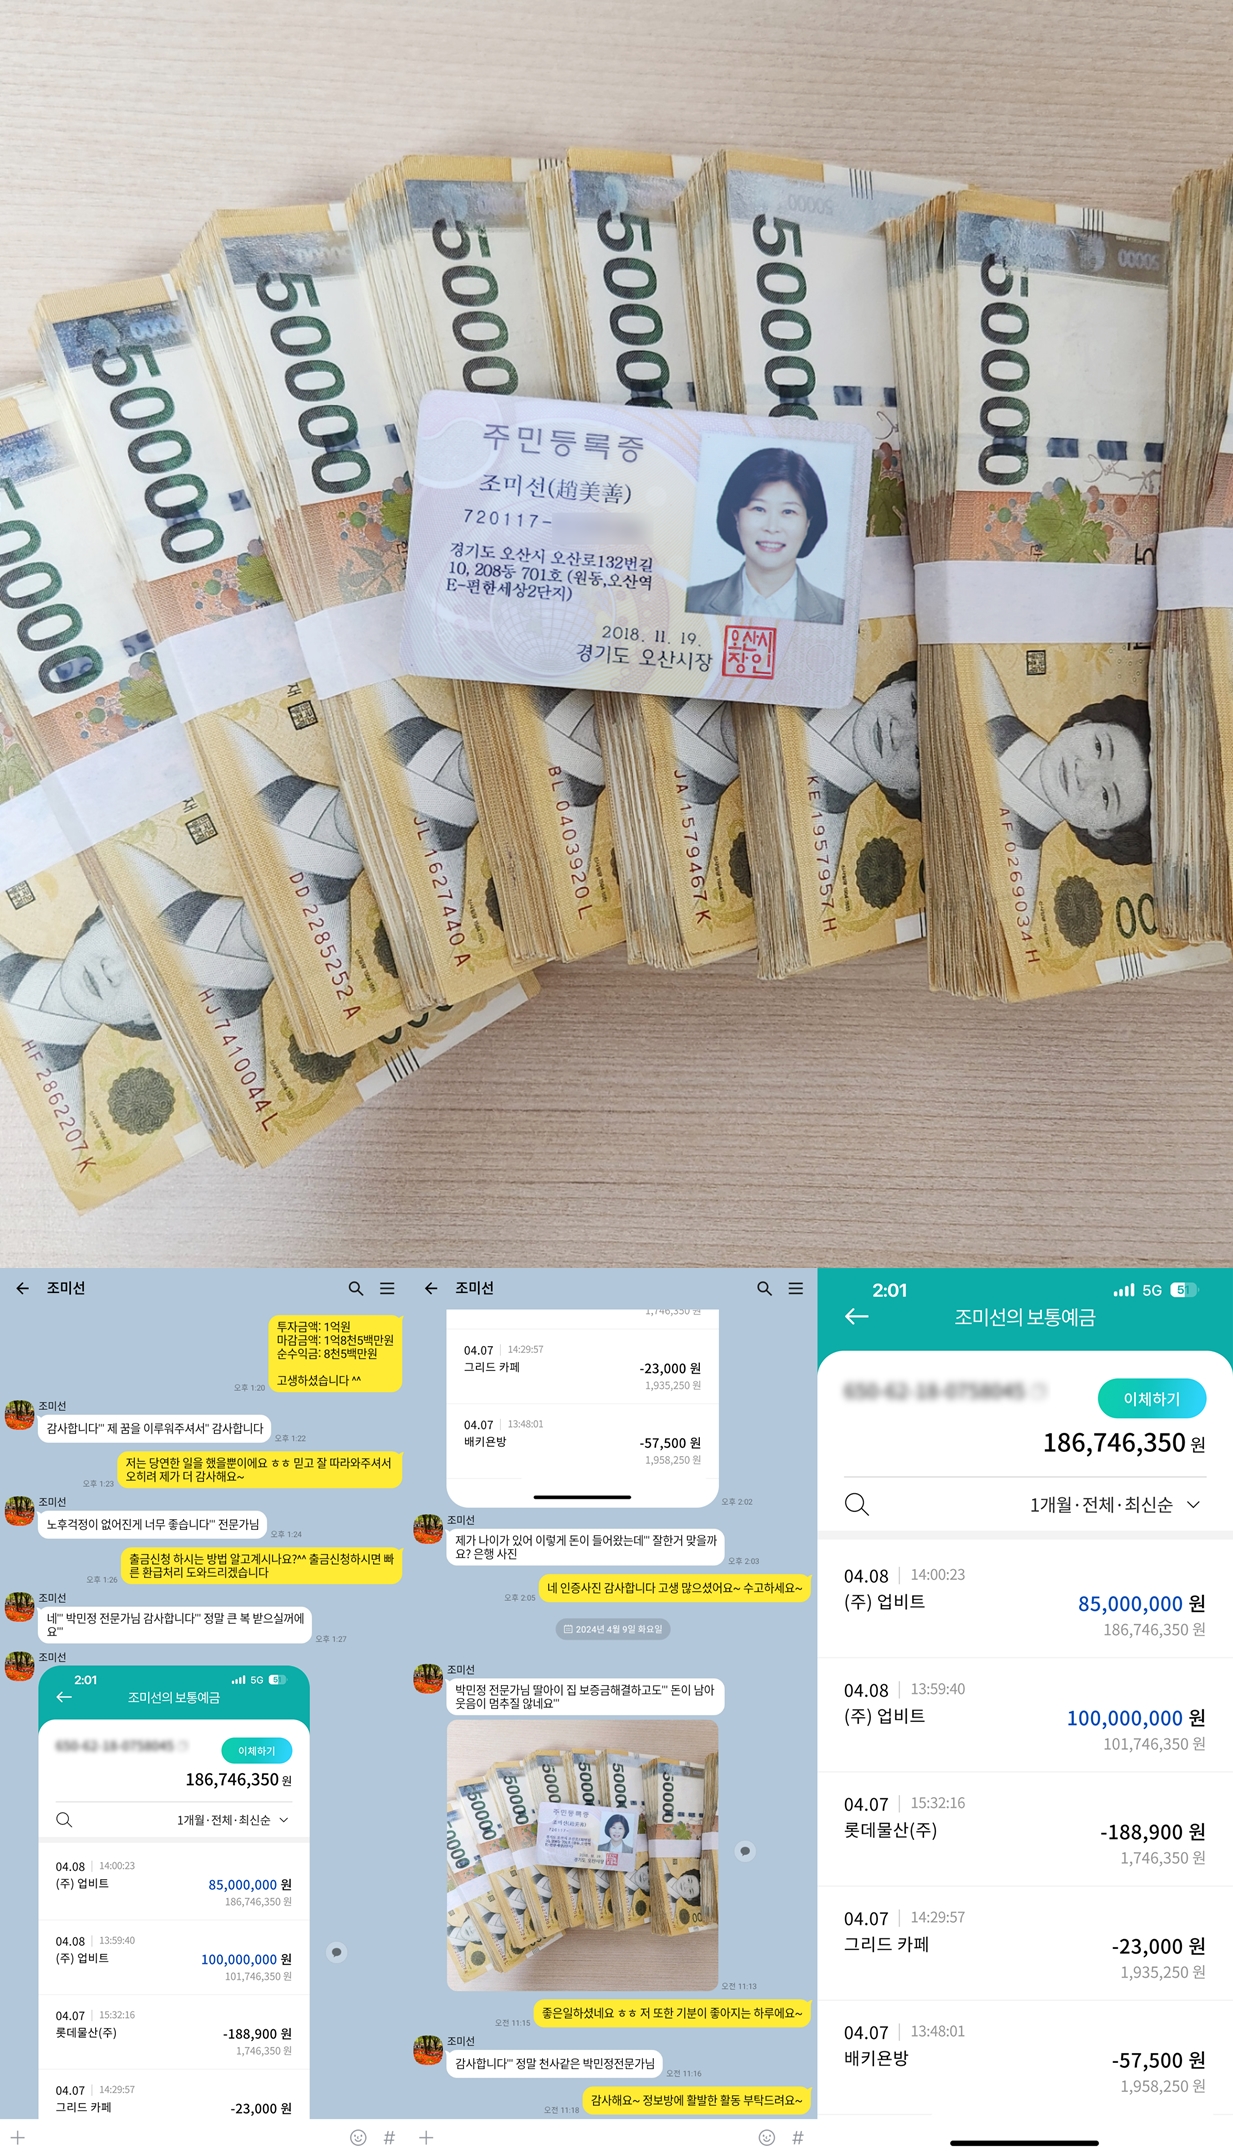 50000
50000
50000
50000
50000
50000
50000
주민등록증
조미선(趙美善)
720117-
경기도 오산시 오산로132번길
10, 208동 701호 (원동,오산역
E-편한세상2단지)
2018. 11. 19.
경기도 오산시장
오산시
장인
HF 2862207 K
HJ 7410044 L
DD 2285252 A
JL 1627440 A
BL 0403920 L
JA 1579467 K
KE 1957957 H
AF 0269034 H
조미선
투자금액: 1억원
마감금액: 1억8천5백만원
순수익금: 8천5백만원
고생하셨습니다 ^^
오후 1:20
조미선
감사합니다''' 제 꿈을 이루워주셔서'' 감사합니다
오후 1:22
저는 당연한 일을 했을뿐이에요 ㅎㅎ 믿고 잘 따라와주셔서
오히려 제가 더 감사해요~
오후 1:23
조미선
노후걱정이 없어진게 너무 좋습니다''' 전문가님
오후 1:24
출금신청 하시는 방법 알고계시나요?^^ 출금신청하시면 빠
른 환급처리 도와드리겠습니다
오후 1:26
조미선
네''' 박민정 전문가님 감사합니다''' 정말 큰 복 받으실꺼에
요'''
오후 1:27
조미선
2:01 5G
조미선의 보통예금
이체하기
186,746,350 원
1개월·전체·최신순
04.08 14:00:23
(주) 업비트
85,000,000 원
186,746,350 원
04.08 13:59:40
(주) 업비트
100,000,000 원
101,746,350 원
04.07 15:32:16
롯데물산(주)
-188,900 원
1,746,350 원
04.07 14:29:57
그리드 카페
-23,000 원
조미선
1,746,350 원
04.07 14:29:57
그리드 카페
-23,000 원
1,935,250 원
04.07 13:48:01
배키욘방
-57,500 원
1,958,250 원
오후 2:02
조미선
제가 나이가 있어 이렇게 돈이 들어왔는데''' 잘한거 맞을까
요? 은행 사진
오후 2:03
네 인증사진 감사합니다 고생 많으셨어요~ 수고하세요~
오후 2:05
2024년 4월 9일 화요일
조미선
박민정 전문가님 딸아이 집 보증금해결하고도''' 돈이 남아
웃음이 멈추질 않네요'''
오전 11:13
좋은일하셨네요 ㅎㅎ 저 또한 기분이 좋아지는 하루에요~
오전 11:15
조미선
감사합니다''' 정말 천사같은 박민정전문가님
오전 11:16
감사해요~ 정보방에 활발한 활동 부탁드려요~
오전 11:18
2:01 5G
조미선의 보통예금
이체하기
186,746,350 원
1개월·전체·최신순
04.08 14:00:23
(주) 업비트
85,000,000 원
186,746,350 원
04.08 13:59:40
(주) 업비트
100,000,000 원
101,746,350 원
04.07 15:32:16
롯데물산(주)
-188,900 원
1,746,350 원
04.07 14:29:57
그리드 카페
-23,000 원
1,935,250 원
04.07 13:48:01
배키욘방
-57,500 원
1,958,250 원